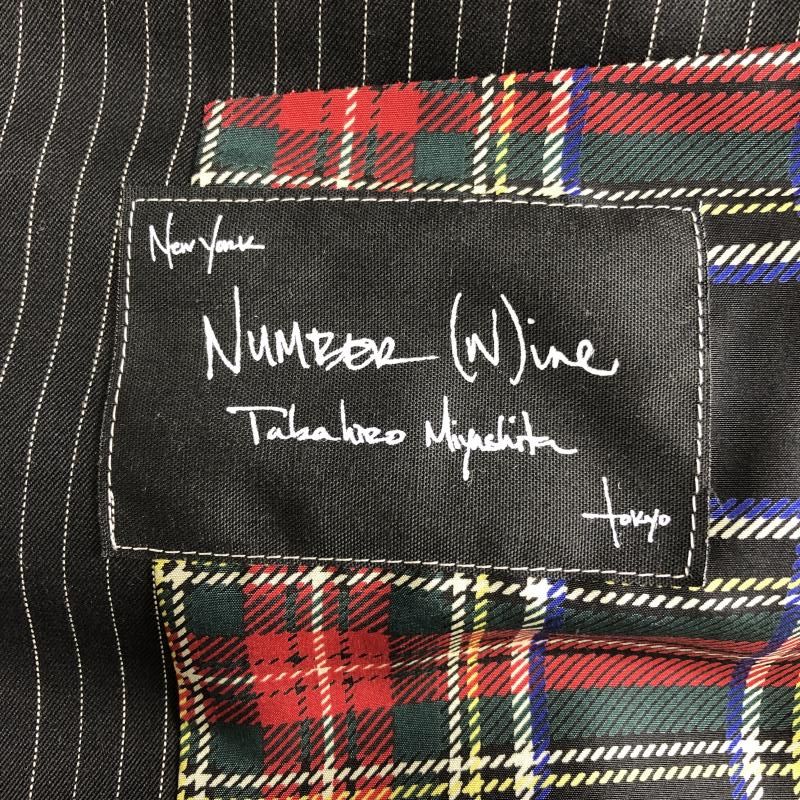 New York
NUMBER (N)ine
Takahiro Miyashita
tokyo